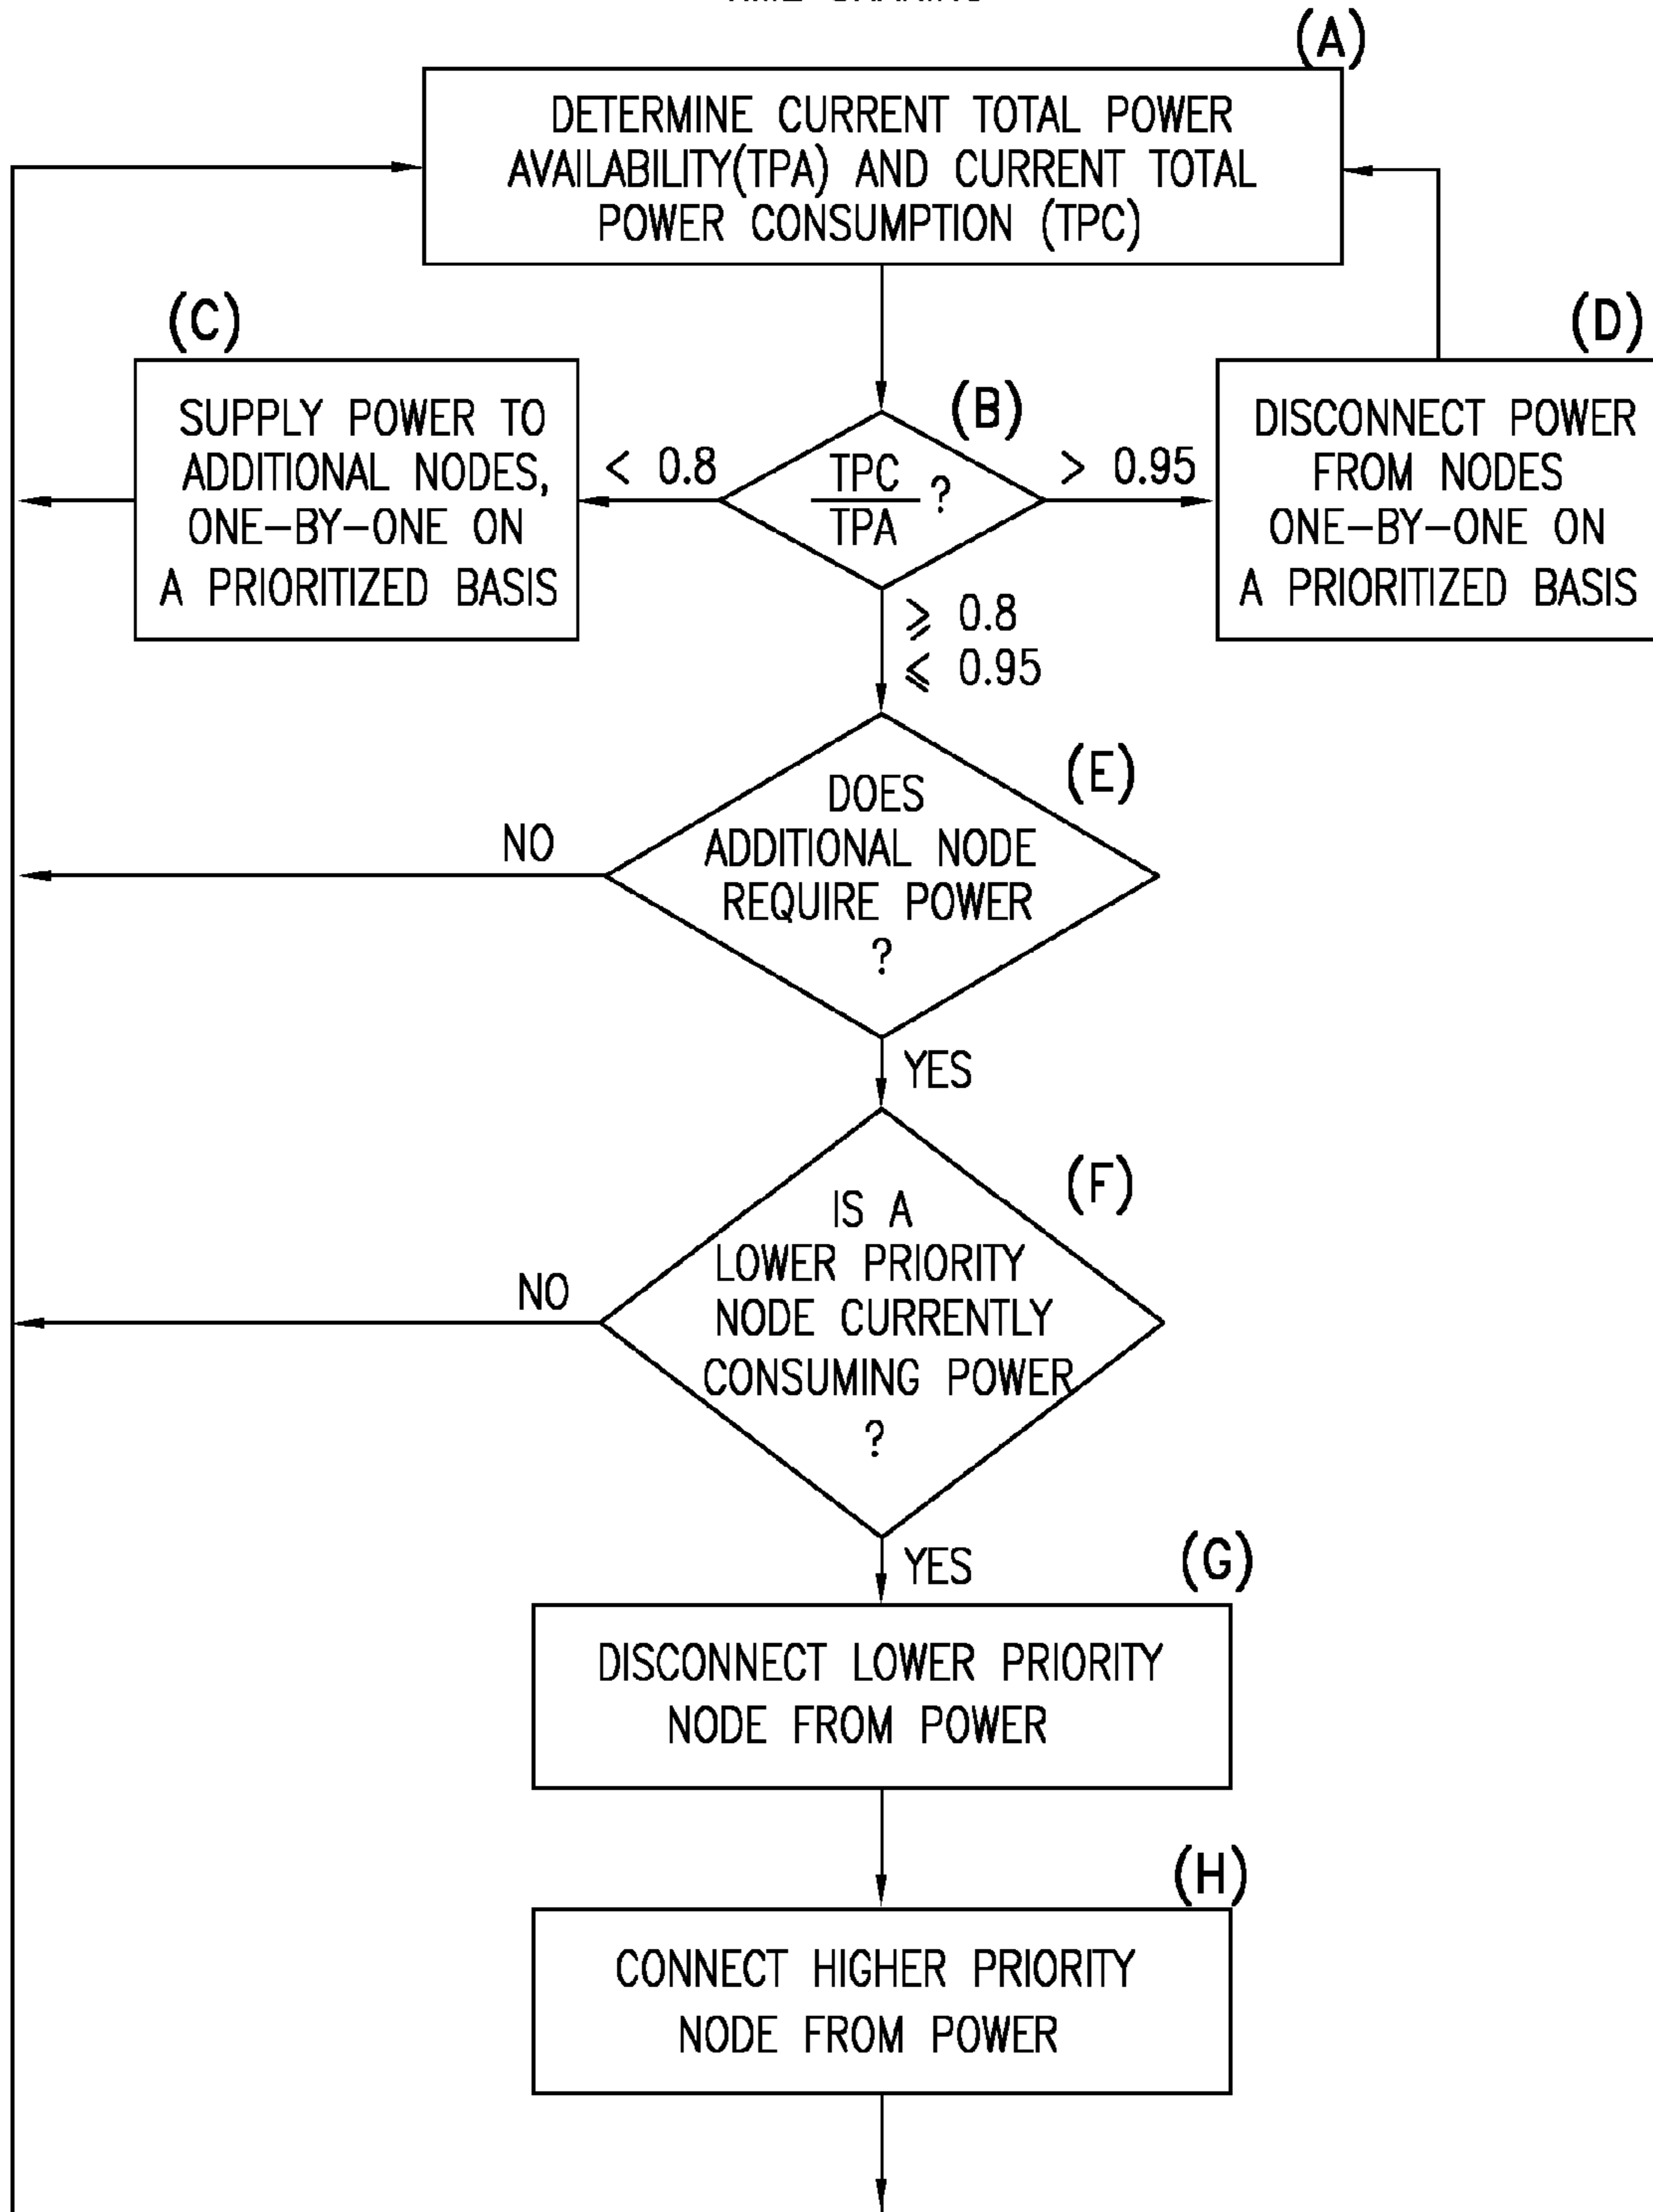 (A)
DETERMINE CURRENT TOTAL POWER
AVAILABILITY(TPA) AND CURRENT TOTAL
POWER CONSUMPTION (TPC)
(C)
SUPPLY POWER TO
ADDITIONAL NODES,
ONE-BY-ONE ON
A PRIORITIZED BASIS
< 0.8
(B)
TPC
TPA
?
> 0.95
(D)
DISCONNECT POWER
FROM NODES
ONE-BY-ONE ON
A PRIORITIZED BASIS
⩾ 0.8
⩽ 0.95
(E)
DOES
ADDITIONAL NODE
REQUIRE POWER
?
NO
YES
(F)
IS A
LOWER PRIORITY
NODE CURRENTLY
CONSUMING POWER
?
NO
YES
(G)
DISCONNECT LOWER PRIORITY
NODE FROM POWER
(H)
CONNECT HIGHER PRIORITY
NODE FROM POWER